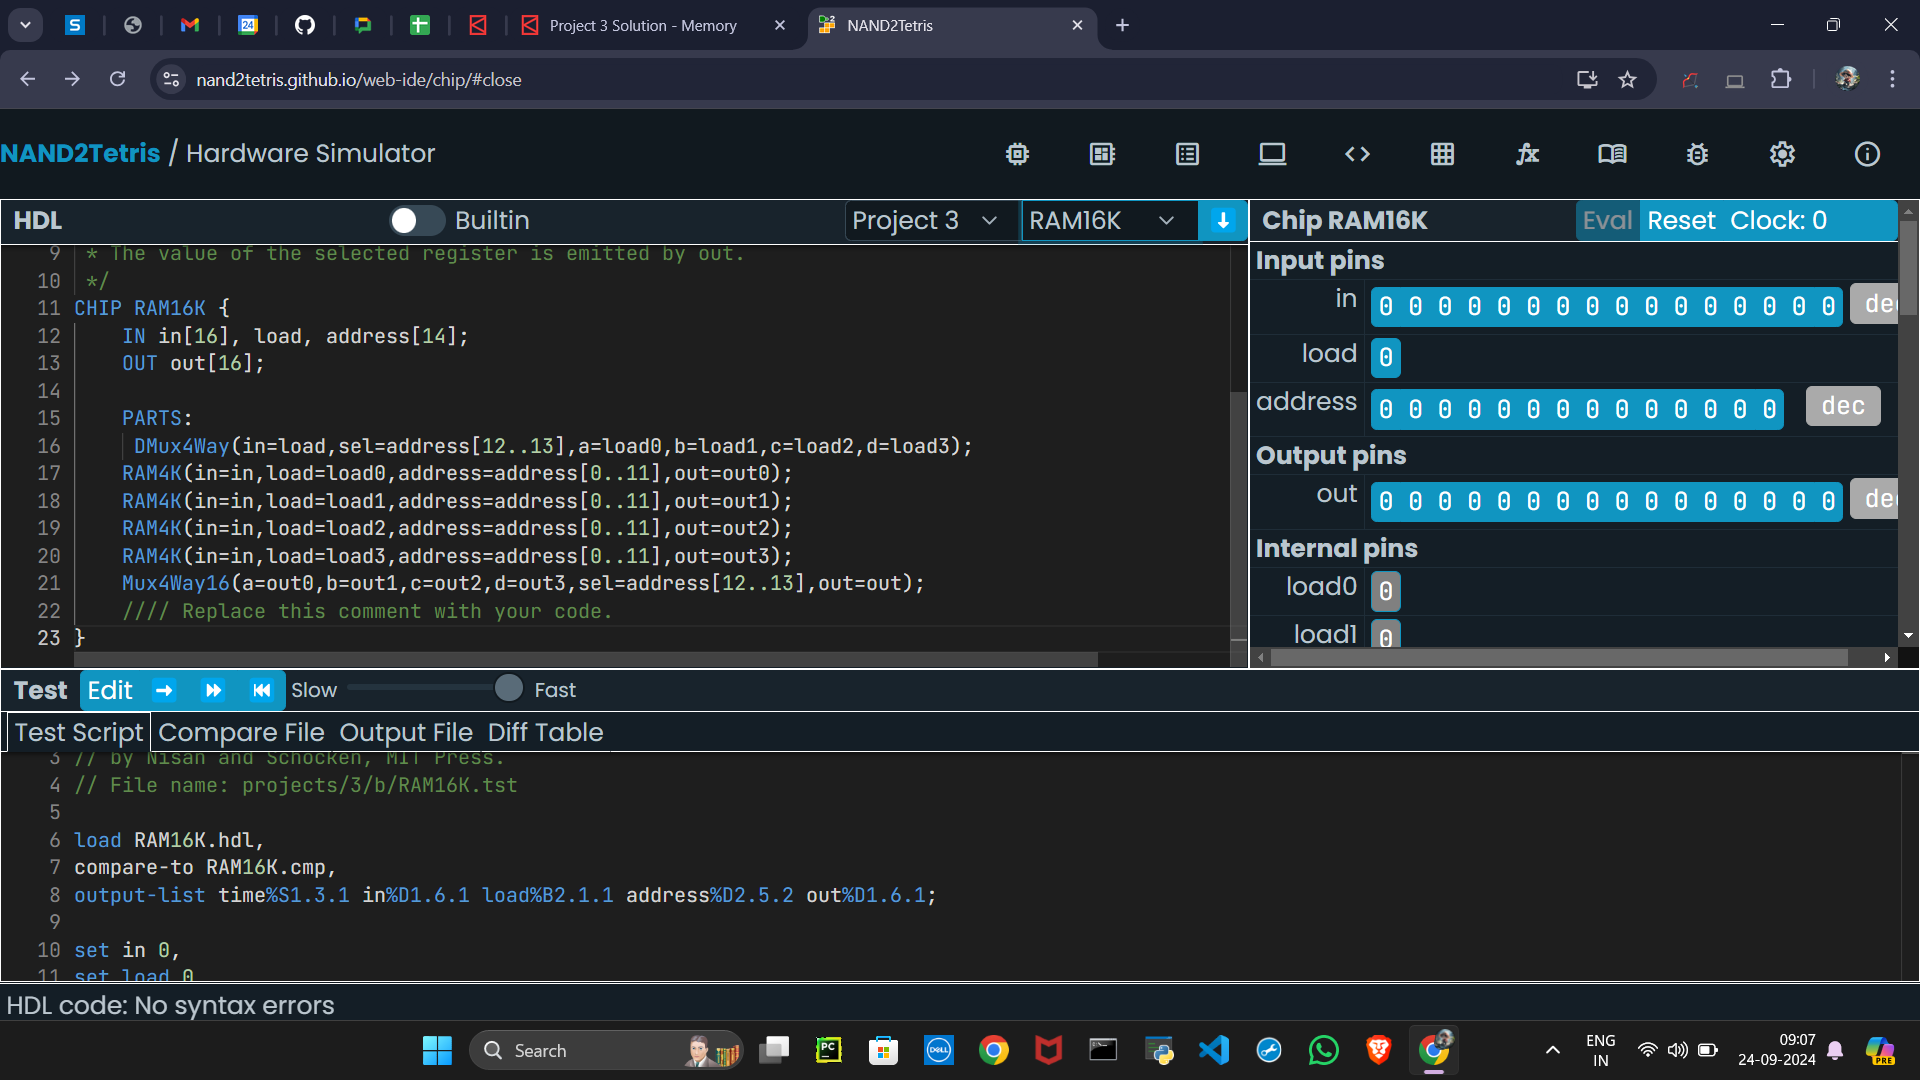 Project 3 Solution - Memory
NAND2Tetris
nand2tetris.github.io/web-ide/chip/#close
NAND2Tetris / Hardware Simulator
HDL
Builtin
Project 3
RAM16K
9 * The value of the selected register is emitted by out.
10 */
11 CHIP RAM16K {
12 IN in[16], load, address[14];
13 OUT out[16];
14
15 PARTS:
16 DMux4Way(in=load,sel=address[12..13],a=load0,b=load1,c=load2,d=load3);
17 RAM4K(in=in,load=load0,address=address[0..11],out=out0);
18 RAM4K(in=in,load=load1,address=address[0..11],out=out1);
19 RAM4K(in=in,load=load2,address=address[0..11],out=out2);
20 RAM4K(in=in,load=load3,address=address[0..11],out=out3);
21 Mux4Way16(a=out0,b=out1,c=out2,d=out3,sel=address[12..13],out=out);
22 //// Replace this comment with your code.
23 }
Chip RAM16K
Eval Reset Clock: 0
Input pins
in 0 0 0 0 0 0 0 0 0 0 0 0 0 0 0 0 dec
load 0
address 0 0 0 0 0 0 0 0 0 0 0 0 0 0 dec
Output pins
out 0 0 0 0 0 0 0 0 0 0 0 0 0 0 0 0 dec
Internal pins
load0 0
load1 0
Test Edit Slow Fast
Test Script Compare File Output File Diff Table
3 // by Nisan and Schocken, MIT Press.
4 // File name: projects/3/b/RAM16K.tst
5
6 load RAM16K.hdl,
7 compare-to RAM16K.cmp,
8 output-list time%S1.3.1 in%D1.6.1 load%B2.1.1 address%D2.5.2 out%D1.6.1;
9
10 set in 0,
11 set load 0
HDL code: No syntax errors
Search
ENG
IN
09:07
24-09-2024